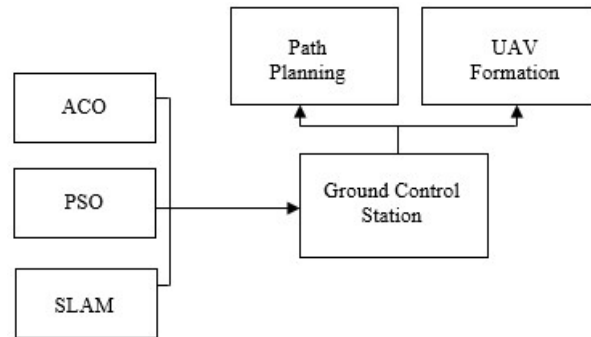 Path
Planning
UAV
Formation
ACO
PSO
SLAM
Ground Control
Station